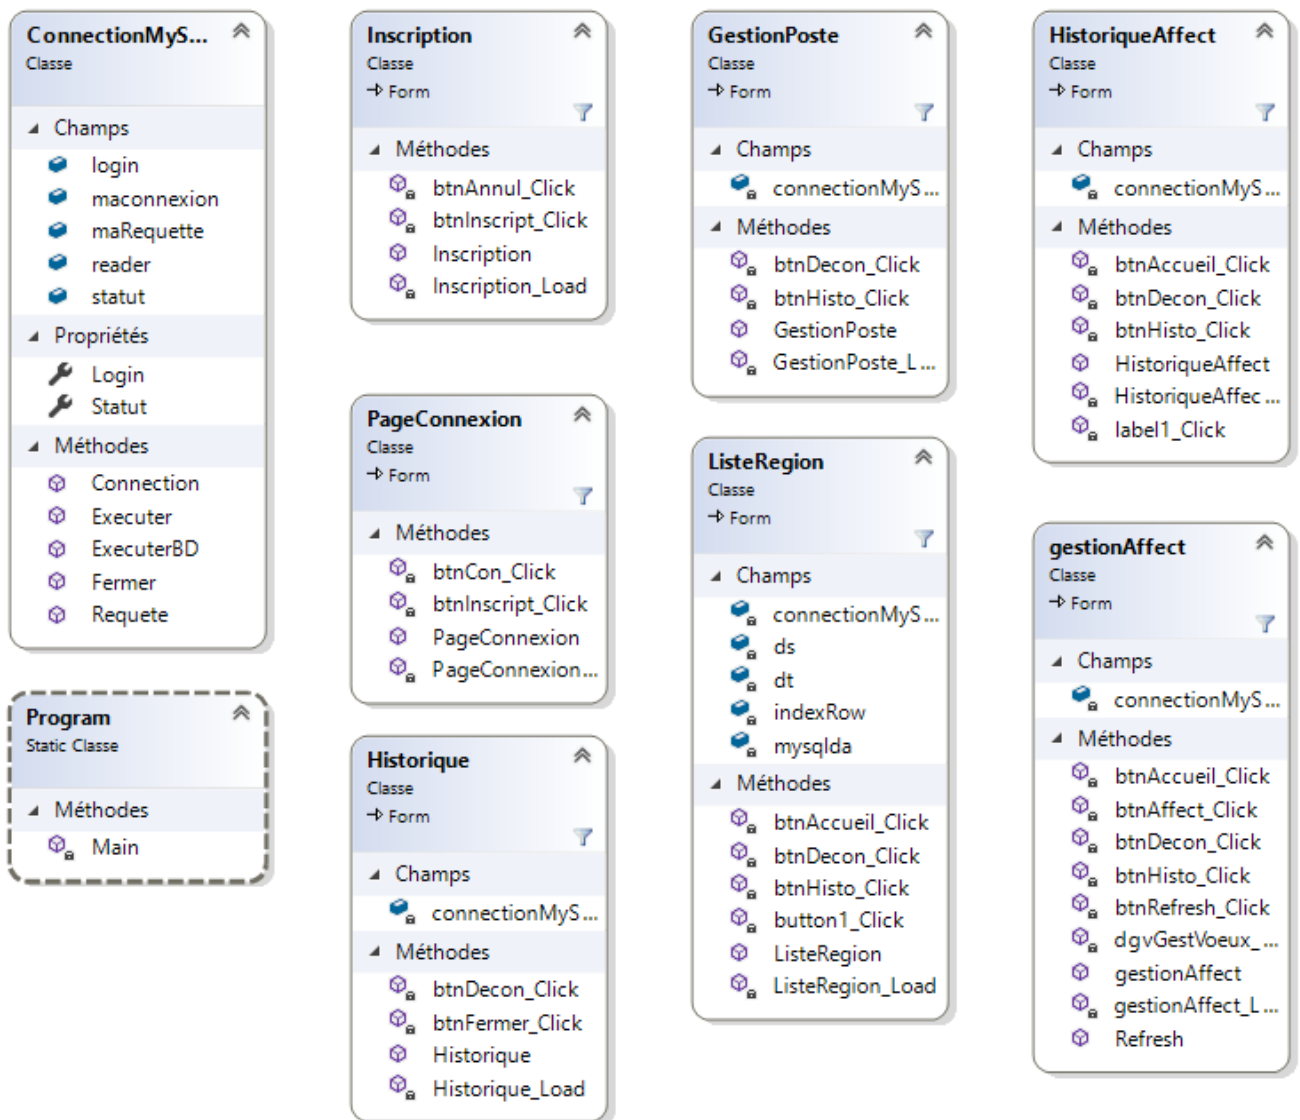 ConnectionMyS...
Classe
Champs
login
maconnexion
maRequette
reader
statut
Propriétés
Login
Statut
Méthodes
Connection
Executer
ExecuterBD
Fermer
Requete
Program
Static Classe
Méthodes
Main
Inscription
Classe
Form
Méthodes
btnAnnul_Click
btnInscript_Click
Inscription
Inscription_Load
PageConnexion
Classe
Form
Méthodes
btnCon_Click
btnInscript_Click
PageConnexion
PageConnexion...
Historique
Classe
Form
Champs
connectionMyS...
Méthodes
btnDecon_Click
btnFermer_Click
Historique
Historique_Load
GestionPoste
Classe
Form
Champs
connectionMyS...
Méthodes
btnDecon_Click
btnHisto_Click
GestionPoste
GestionPoste_L...
ListeRegion
Classe
Form
Champs
connectionMyS...
ds
dt
indexRow
mysqlda
Méthodes
btnAccueil_Click
btnDecon_Click
btnHisto_Click
button1_Click
ListeRegion
ListeRegion_Load
HistoriqueAffect
Classe
Form
Champs
connectionMyS...
Méthodes
btnAccueil_Click
btnDecon_Click
btnHisto_Click
HistoriqueAffect
HistoriqueAffec...
label1_Click
gestionAffect
Classe
Form
Champs
connectionMyS...
Méthodes
btnAccueil_Click
btnAffect_Click
btnDecon_Click
btnHisto_Click
btnRefresh_Click
dgvGestVoeux_...
gestionAffect
gestionAffect_L...
Refresh